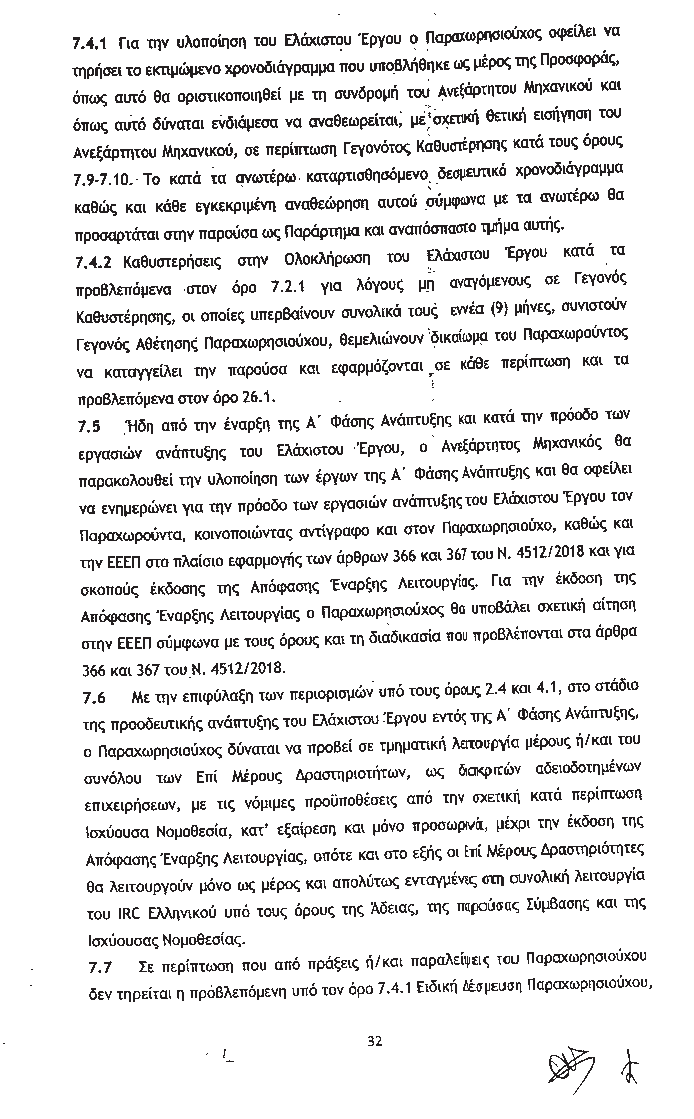 7.4.1 Για την υλοποίηση του Ελάχιστου Έργου ο Παραχωρησιούχος οφείλει να
τηρήσει το εκτιμώμενο χρονοδιάγραμμα που υποβλήθηκε ως μέρος της Προσφοράς,
όπως αυτό θα οριστικοποιηθεί με τη συνδρομή του Ανεξάρτητου Μηχανικού και
όπως αυτό δύναται ενδιάμεσα να αναθεωρείται, με σχετική θετική εισήγηση του
Ανεξάρτητου Μηχανικού, σε περίπτωση Γεγονότος Καθυστέρησης κατά τους όρους
7.9-7.10. Το κατά τα ανωτέρω καταρτισθησόμενο δεσμευτικό χρονοδιάγραμμα
καθώς και κάθε εγκεκριμένη αναθεώρηση αυτού σύμφωνα με τα ανωτέρω θα
προσαρτάται στην παρούσα ως Παράρτημα και αναπόσπαστο τμήμα αυτής.
7.4.2 Καθυστερήσεις στην Ολοκλήρωση του Ελάχιστου Έργου κατά τα
προβλεπόμενα στον όρο 7.2.1 για λόγους μη αναγόμενους σε Γεγονός
Καθυστέρησης, οι οποίες υπερβαίνουν συνολικά τους εννέα (9) μήνες, συνιστούν
Γεγονός Αθέτησης Παραχωρησιούχου, θεμελιώνουν δικαίωμα του Παραχωρούντος
να καταγγείλει την παρούσα και εφαρμόζονται σε κάθε περίπτωση και τα
προβλεπόμενα στον όρο 26.1.
7.5 Ήδη από την έναρξη της Α΄ Φάσης Ανάπτυξης και κατά την πρόοδο των
εργασιών ανάπτυξης του Ελάχιστου Έργου, ο Ανεξάρτητος Μηχανικός θα
παρακολουθεί την υλοποίηση των έργων της Α΄ Φάσης Ανάπτυξης και θα οφείλει
να ενημερώνει για την πρόοδο των εργασιών ανάπτυξης του Ελάχιστου Έργου τον
Παραχωρούντα, κοινοποιώντας αντίγραφο και στον Παραχωρησιούχο, καθώς και
την ΕΕΕΠ στο πλαίσιο εφαρμογής των άρθρων 366 και 367 του Ν. 4512/2018 και για
σκοπούς έκδοσης της Απόφασης Έναρξης Λειτουργίας. Για την έκδοση της
Απόφασης Έναρξης Λειτουργίας ο Παραχωρησιούχος θα υποβάλει σχετική αίτηση
στην ΕΕΕΠ σύμφωνα με τους όρους και τη διαδικασία που προβλέπονται στα άρθρα
366 και 367 του Ν. 4512/2018.
7.6 Με την επιφύλαξη των περιορισμών υπό τους όρους 2.4 και 4.1, στο στάδιο
της προοδευτικής ανάπτυξης του Ελάχιστου Έργου εντός της Α΄ Φάσης Ανάπτυξης,
ο Παραχωρησιούχος δύναται να προβεί σε τμηματική λειτουργία μέρους ή/και του
συνόλου των Επί Μέρους Δραστηριοτήτων, ως διακριτών αδειοδοτημένων
επιχειρήσεων, με τις νόμιμες προϋποθέσεις από την σχετική κατά περίπτωση
Ισχύουσα Νομοθεσία, κατ' εξαίρεση και μόνο προσωρινά, μέχρι την έκδοση της
Απόφασης Έναρξης Λειτουργίας, οπότε και στο εξής οι Επί Μέρους Δραστηριότητες
θα λειτουργούν μόνο ως μέρος και απολύτως ενταγμένες στη συνολική λειτουργία
του IRC Ελληνικού υπό τους όρους της Άδειας, της παρούσας Σύμβασης και της
Ισχύουσας Νομοθεσίας.
7.7 Σε περίπτωση που από πράξεις ή/και παραλείψεις του Παραχωρησιούχου
δεν τηρείται η προβλεπόμενη υπό τον όρο 7.4.1 Ειδική Δέσμευση Παραχωρησιούχου,
32